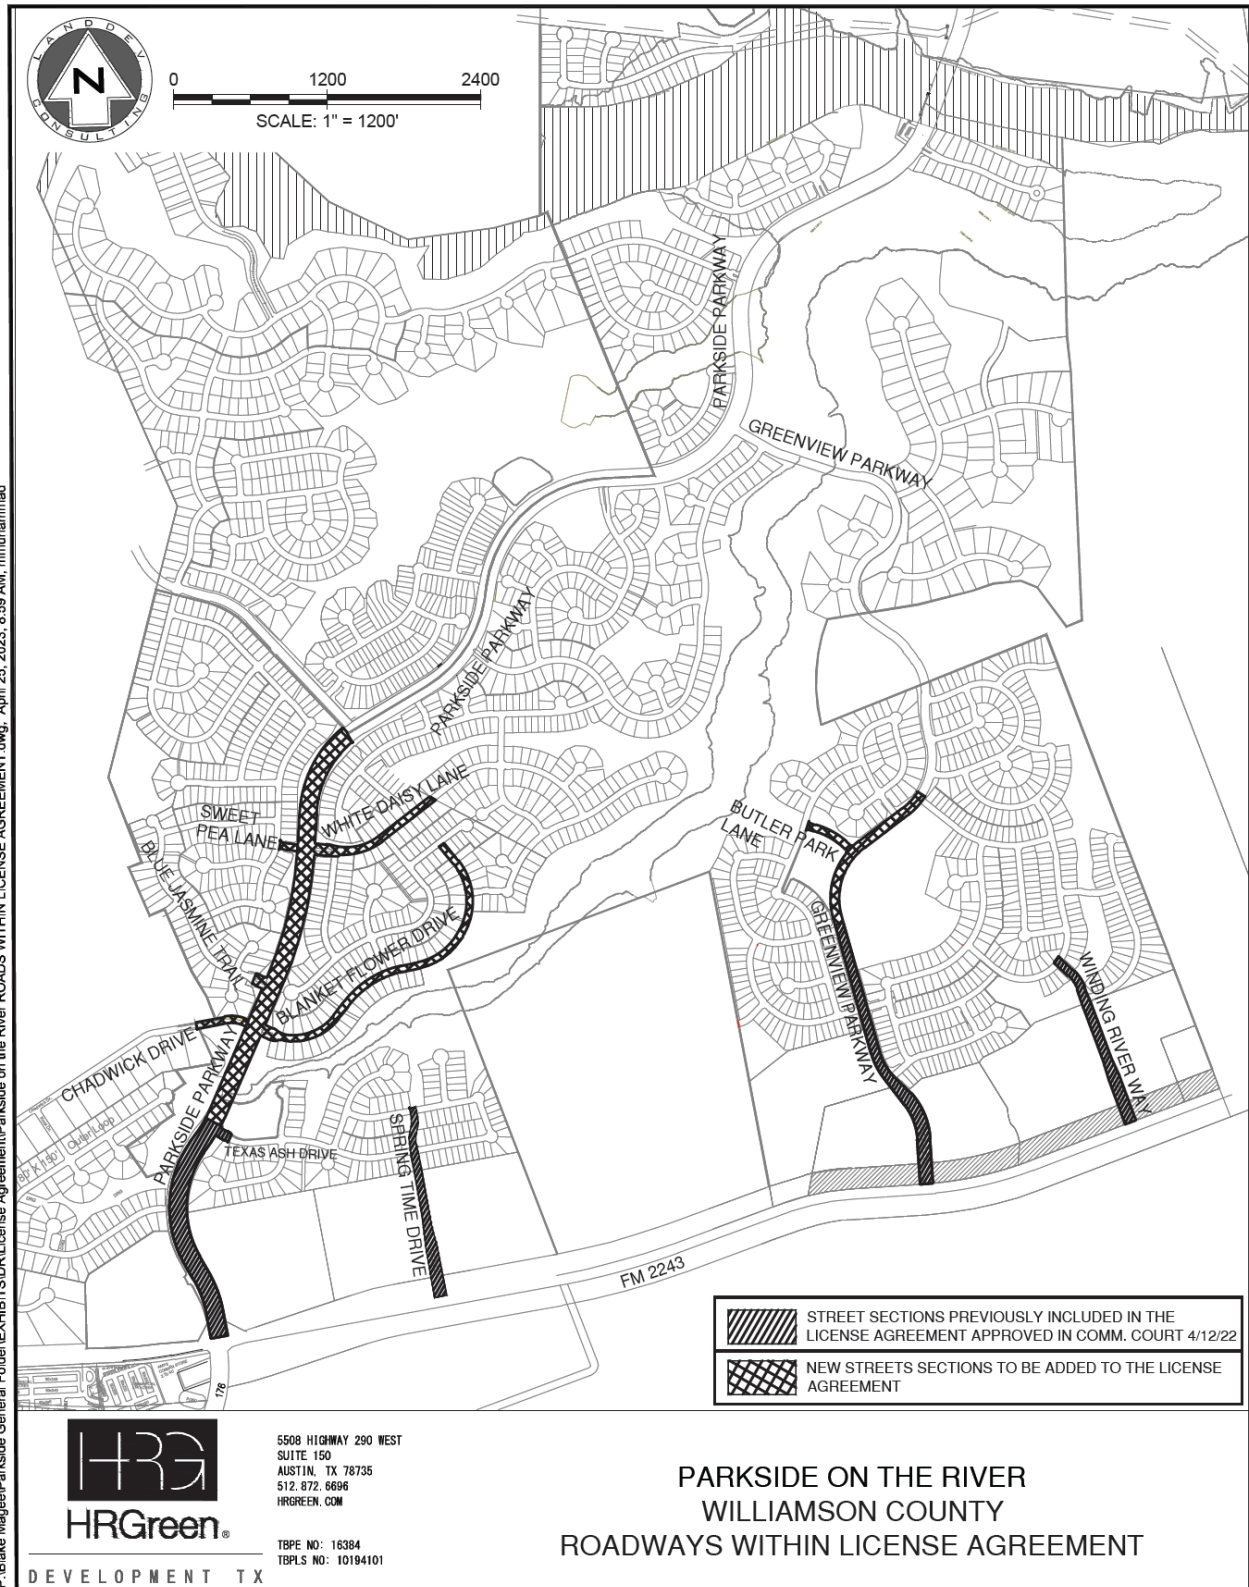 LANDDEV
CONSULTING
N
0 1200 2400
SCALE: 1" = 1200'
PARKSIDE PARKWAY
GREENVIEW PARKWAY
PARKSIDE PARKWAY
WHITE DAISY LANE
SWEET
PEA LANE
BLUE JASMINE TRAIL
BUTLER PARK
LANE
BLANKET FLOWER DRIVE
GREENVIEW PARKWAY
WINDING RIVER WAY
CHADWICK DRIVE
PARKSIDE PARKWAY
TEXAS ASH DRIVE
SPRING TIME DRIVE
80' X 150' Outer Loop
FM 2243
176
STREET SECTIONS PREVIOUSLY INCLUDED IN THE
LICENSE AGREEMENT APPROVED IN COMM. COURT 4/12/22
NEW STREETS SECTIONS TO BE ADDED TO THE LICENSE
AGREEMENT
HRG
HRGreen®
DEVELOPMENT TX
5508 HIGHWAY 290 WEST
SUITE 150
AUSTIN, TX 78735
512.872.6696
HRGREEN.COM
TBPE NO: 16384
TBPLS NO: 10194101
PARKSIDE ON THE RIVER
WILLIAMSON COUNTY
ROADWAYS WITHIN LICENSE AGREEMENT